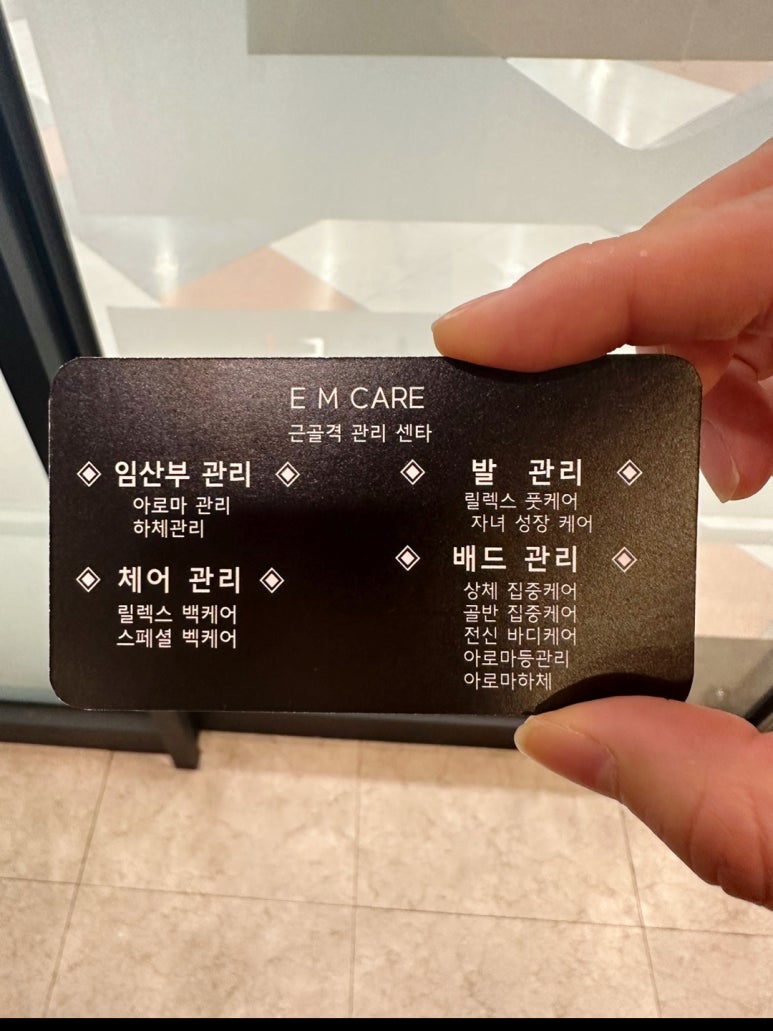 E M CARE
근골격 관리 센타
임산부 관리
아로마 관리
하체관리
체어 관리
릴렉스 백케어
스페셜 벡케어
발 관리
릴렉스 풋케어
자녀 성장 케어
배드 관리
상체 집중케어
골반 집중케어
전신 바디케어
아로마등관리
아로마하체